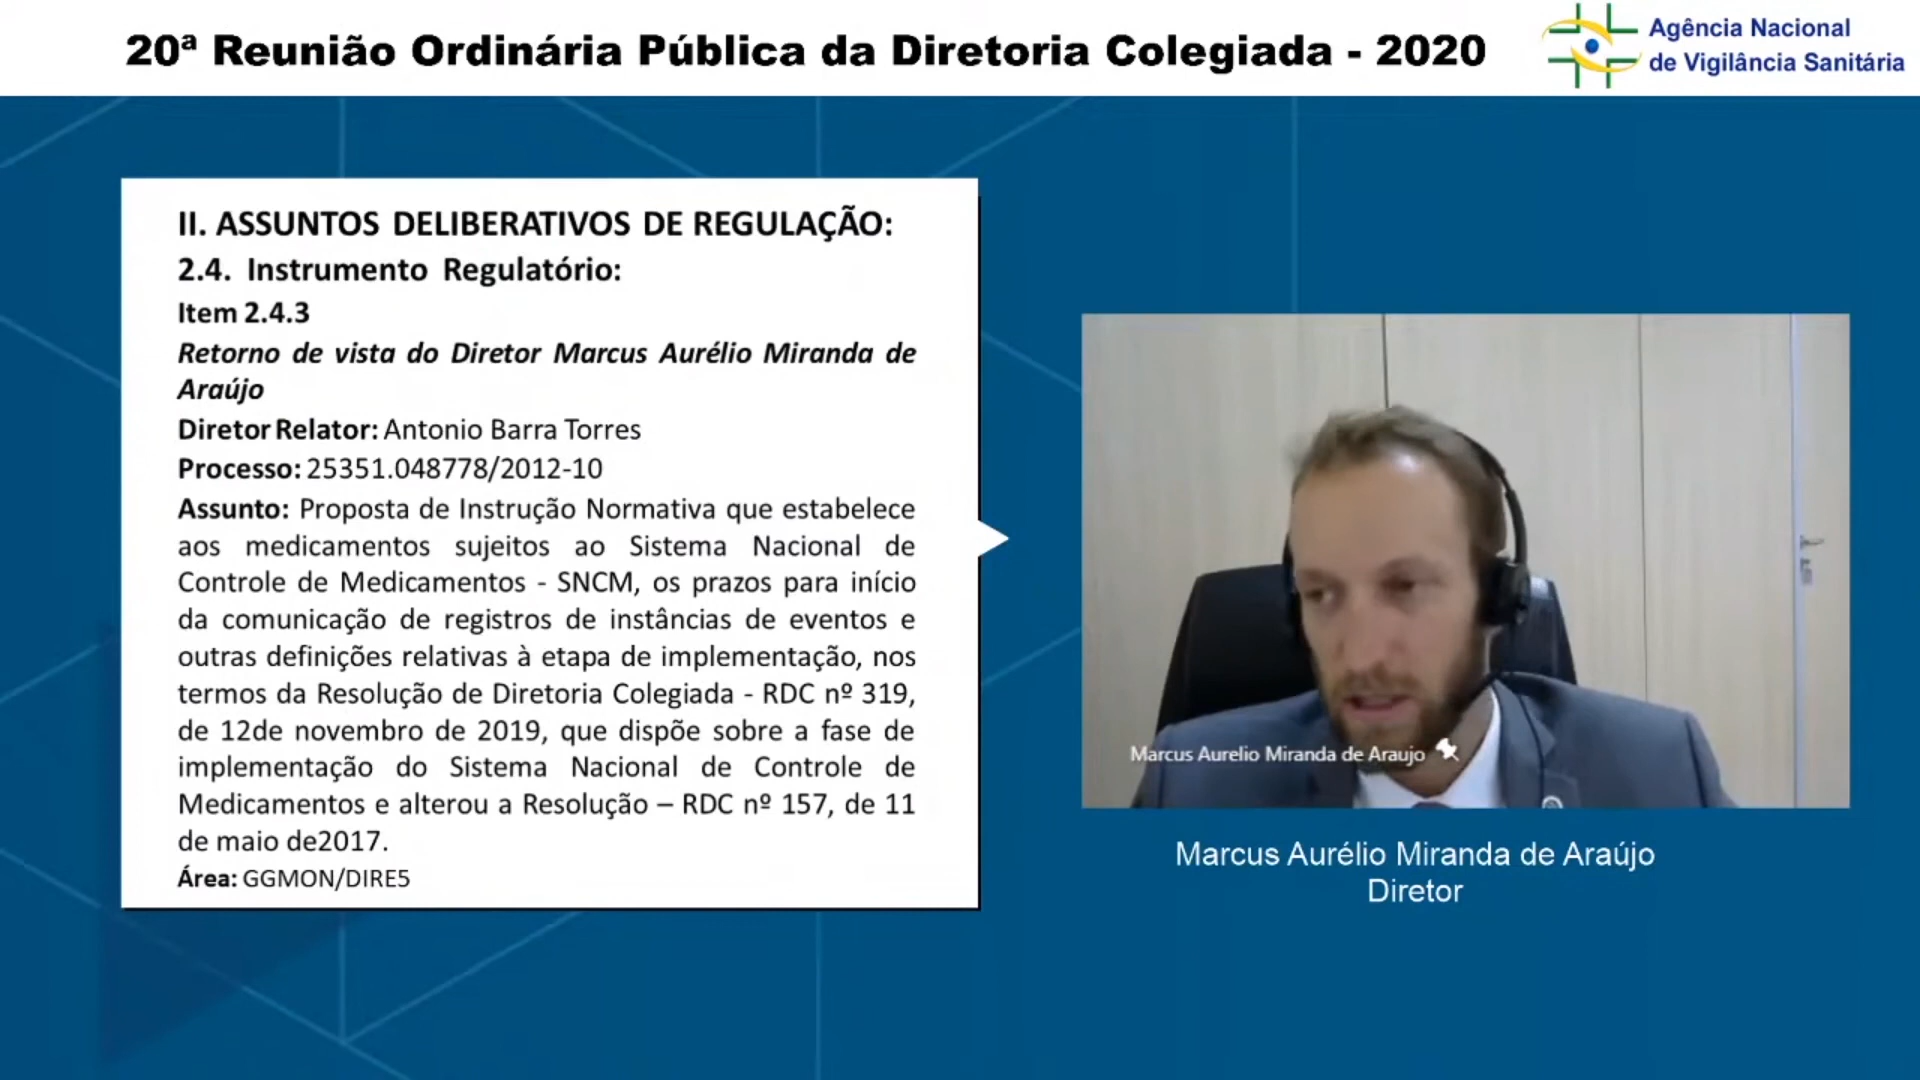 20ª Reunião Ordinária Pública da Diretoria Colegiada - 2020
Agência Nacional
de Vigilância Sanitária
II. ASSUNTOS DELIBERATIVOS DE REGULAÇÃO:
2.4. Instrumento Regulatório:
Item 2.4.3
Retorno de vista do Diretor Marcus Aurélio Miranda de
Araújo
Diretor Relator: Antonio Barra Torres
Processo: 25351.048778/2012-10
Assunto: Proposta de Instrução Normativa que estabelece
aos medicamentos sujeitos ao Sistema Nacional de
Controle de Medicamentos - SNCM, os prazos para início
da comunicação de registros de instâncias de eventos e
outras definições relativas à etapa de implementação, nos
termos da Resolução de Diretoria Colegiada - RDC nº 319,
de 12de novembro de 2019, que dispõe sobre a fase de
implementação do Sistema Nacional de Controle de
Medicamentos e alterou a Resolução – RDC nº 157, de 11
de maio de2017.
Área: GGMON/DIRE5
Marcus Aurelio Miranda de Araujo
Marcus Aurélio Miranda de Araújo
Diretor